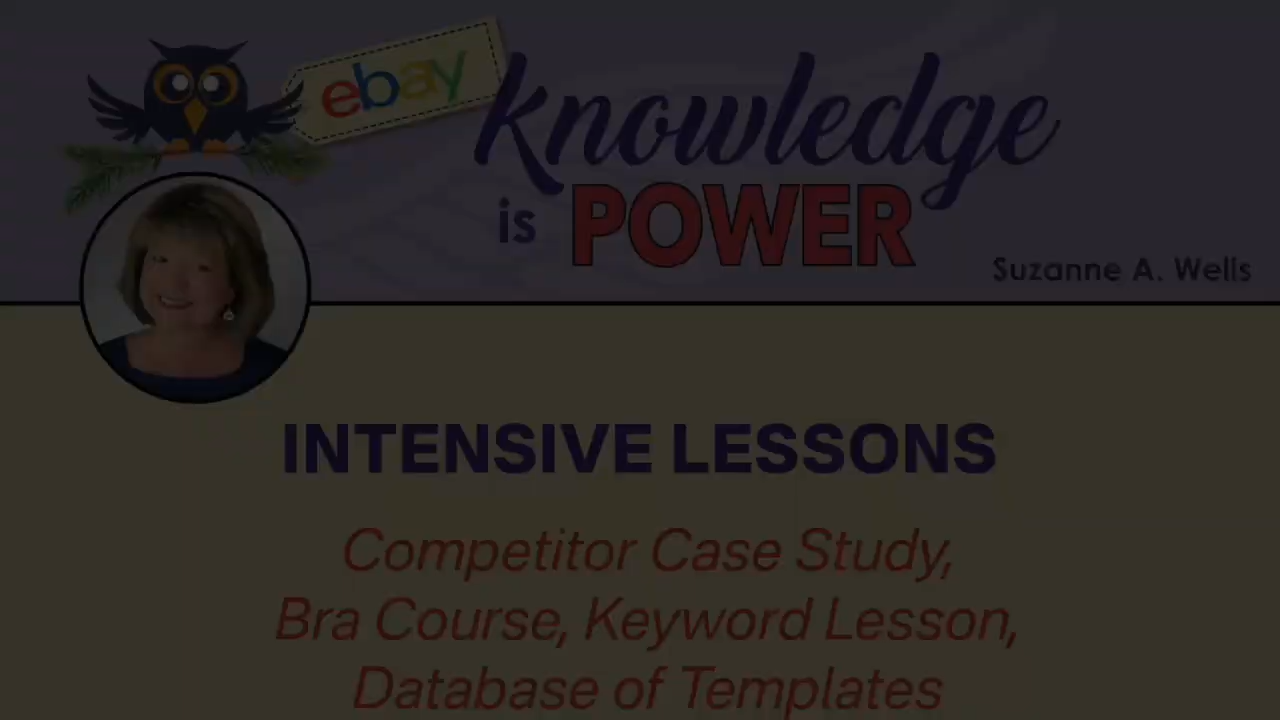 ebay
knowledge
is POWER
Suzanne A. Wells
INTENSIVE LESSONS
Competitor Case Study,
Bra Course, Keyword Lesson,
Database of Templates